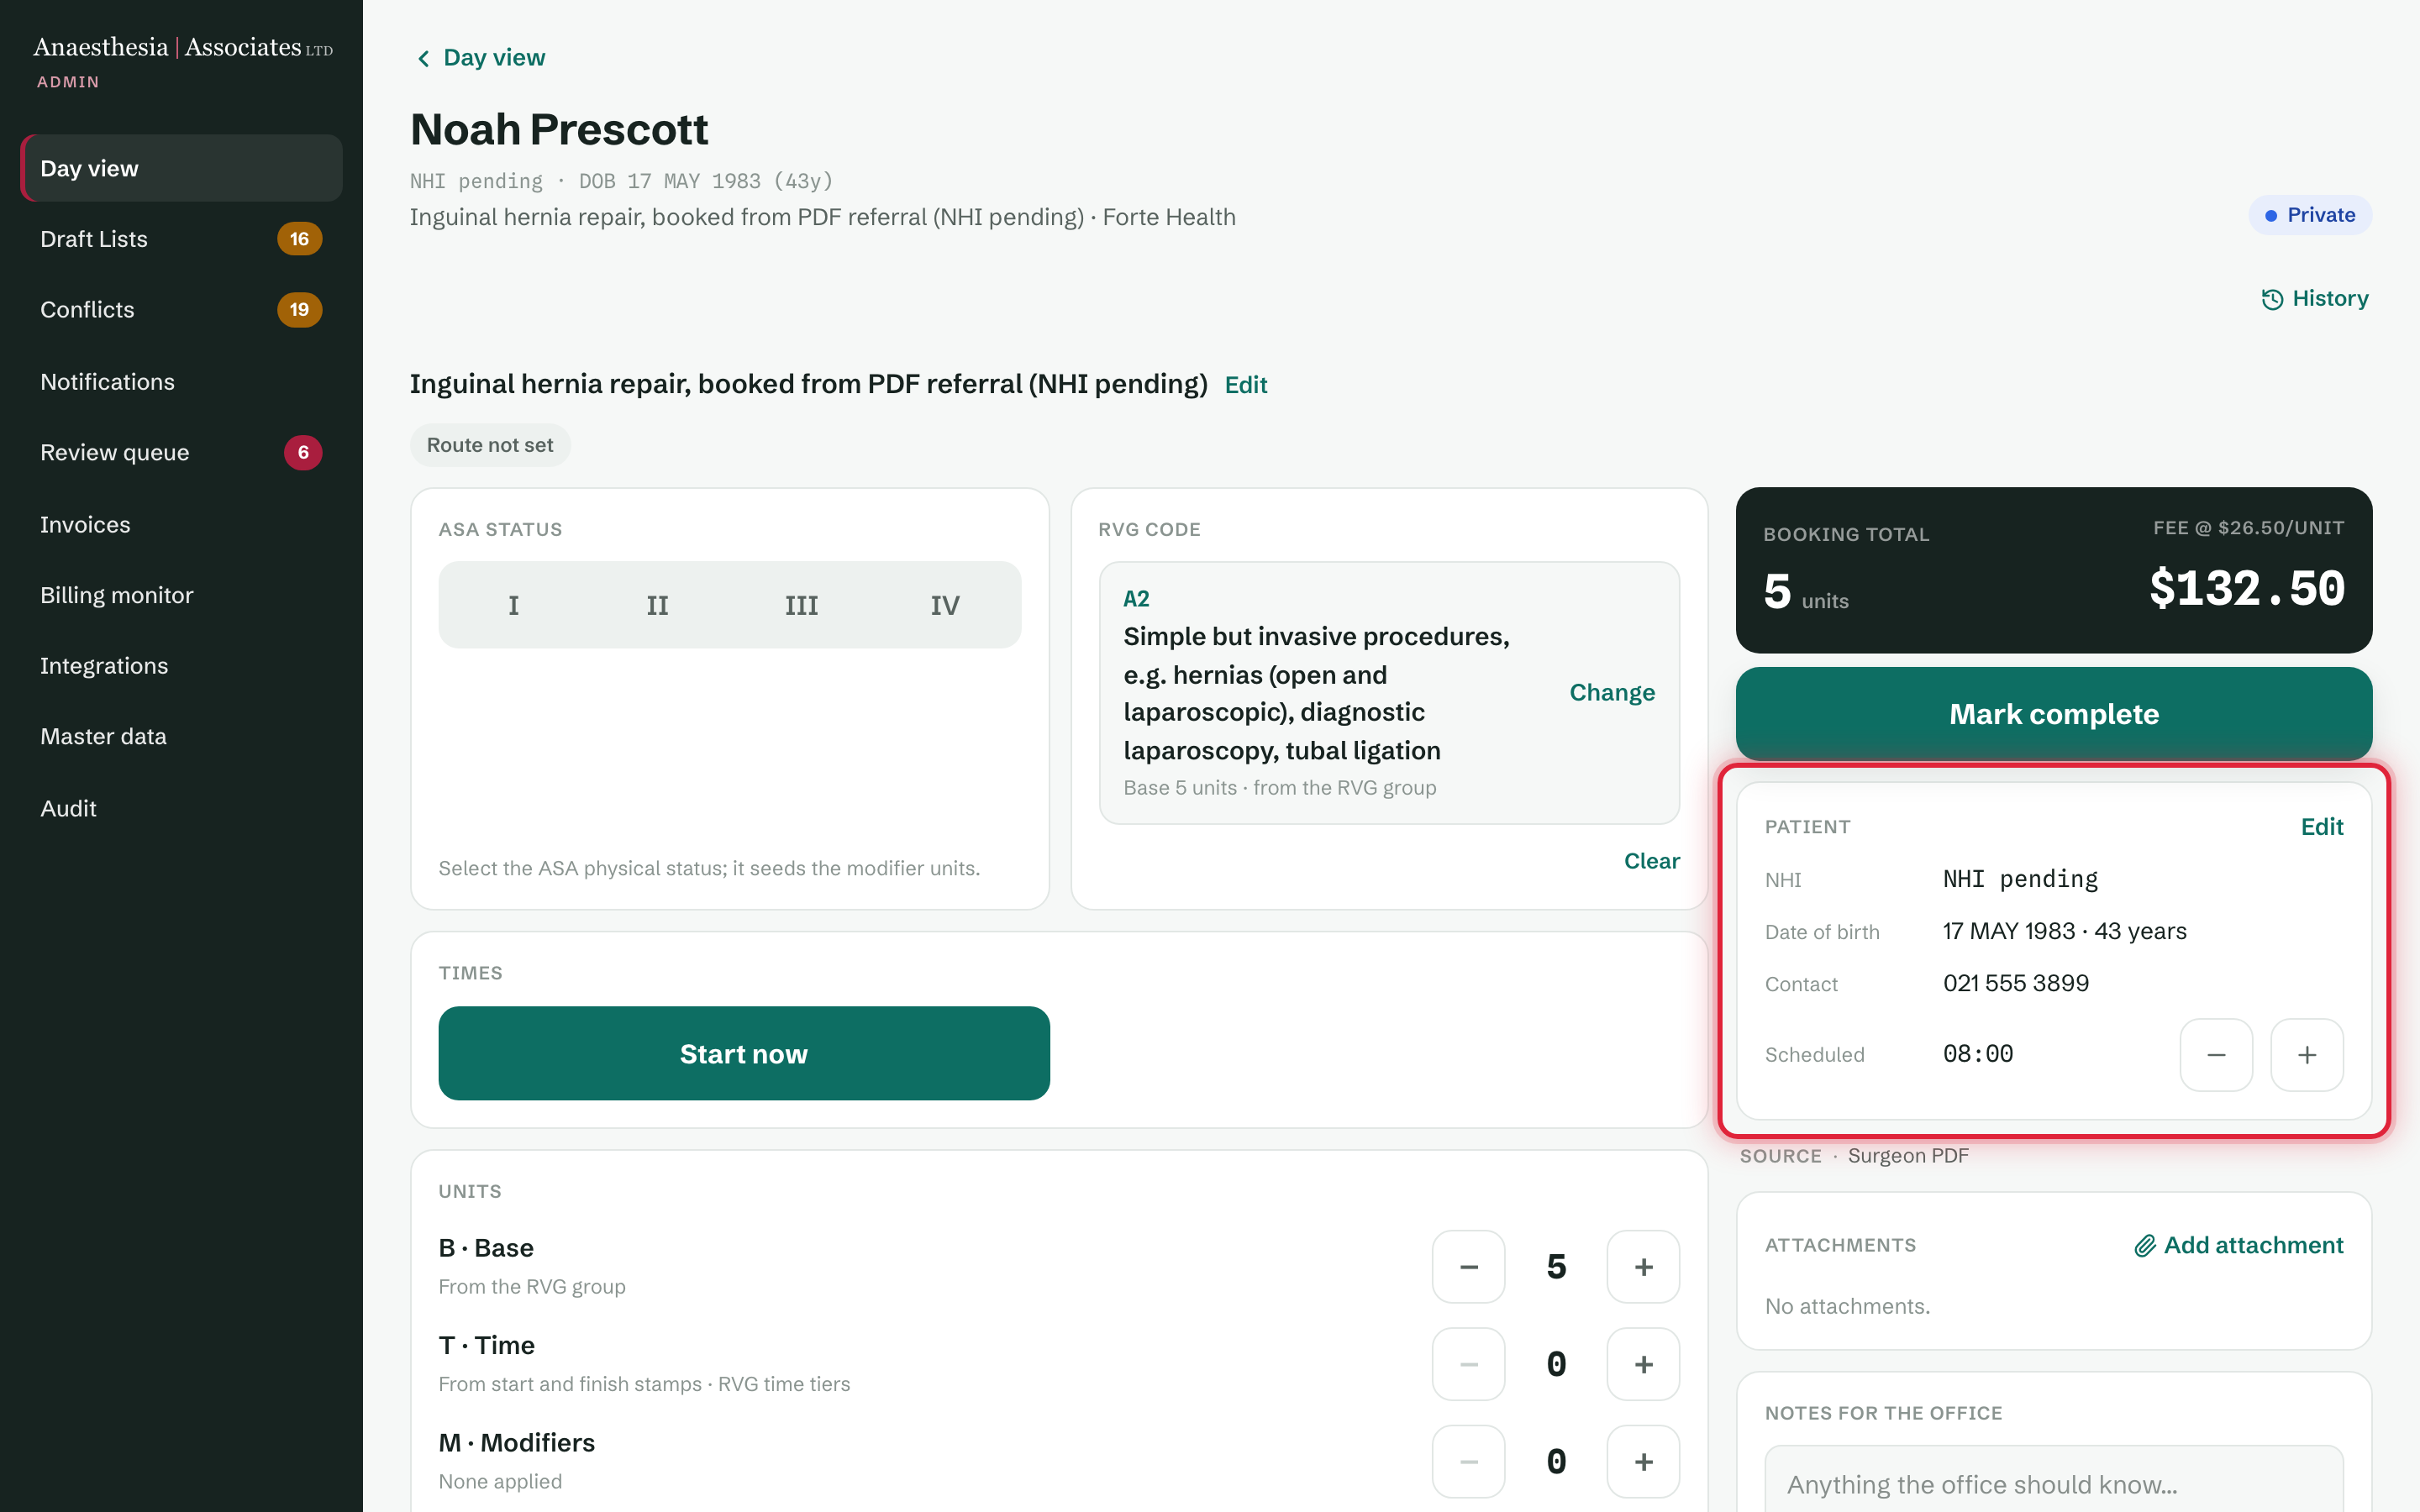 Anaesthesia | Associates LTD
ADMIN
Day view
Draft Lists 16
Conflicts 19
Notifications
Review queue 6
Invoices
Billing monitor
Integrations
Master data
Audit
Day view
Noah Prescott
NHI pending · DOB 17 MAY 1983 (43y)
Inguinal hernia repair, booked from PDF referral (NHI pending) · Forte Health
Private
History
Inguinal hernia repair, booked from PDF referral (NHI pending) Edit
Route not set
ASA STATUS
I II III IV
Select the ASA physical status; it seeds the modifier units.
RVG CODE
A2
Simple but invasive procedures,
e.g. hernias (open and
laparoscopic), diagnostic
laparoscopy, tubal ligation
Base 5 units · from the RVG group
Change
Clear
TIMES
Start now
UNITS
B · Base
From the RVG group
− 5 +
T · Time
From start and finish stamps · RVG time tiers
− 0 +
M · Modifiers
None applied
− 0 +
BOOKING TOTAL
5 units
FEE @ $26.50/UNIT
$132.50
Mark complete
PATIENT Edit
NHI NHI pending
Date of birth 17 MAY 1983 · 43 years
Contact 021 555 3899
Scheduled 08:00 − +
SOURCE · Surgeon PDF
ATTACHMENTS Add attachment
No attachments.
NOTES FOR THE OFFICE
Anything the office should know...